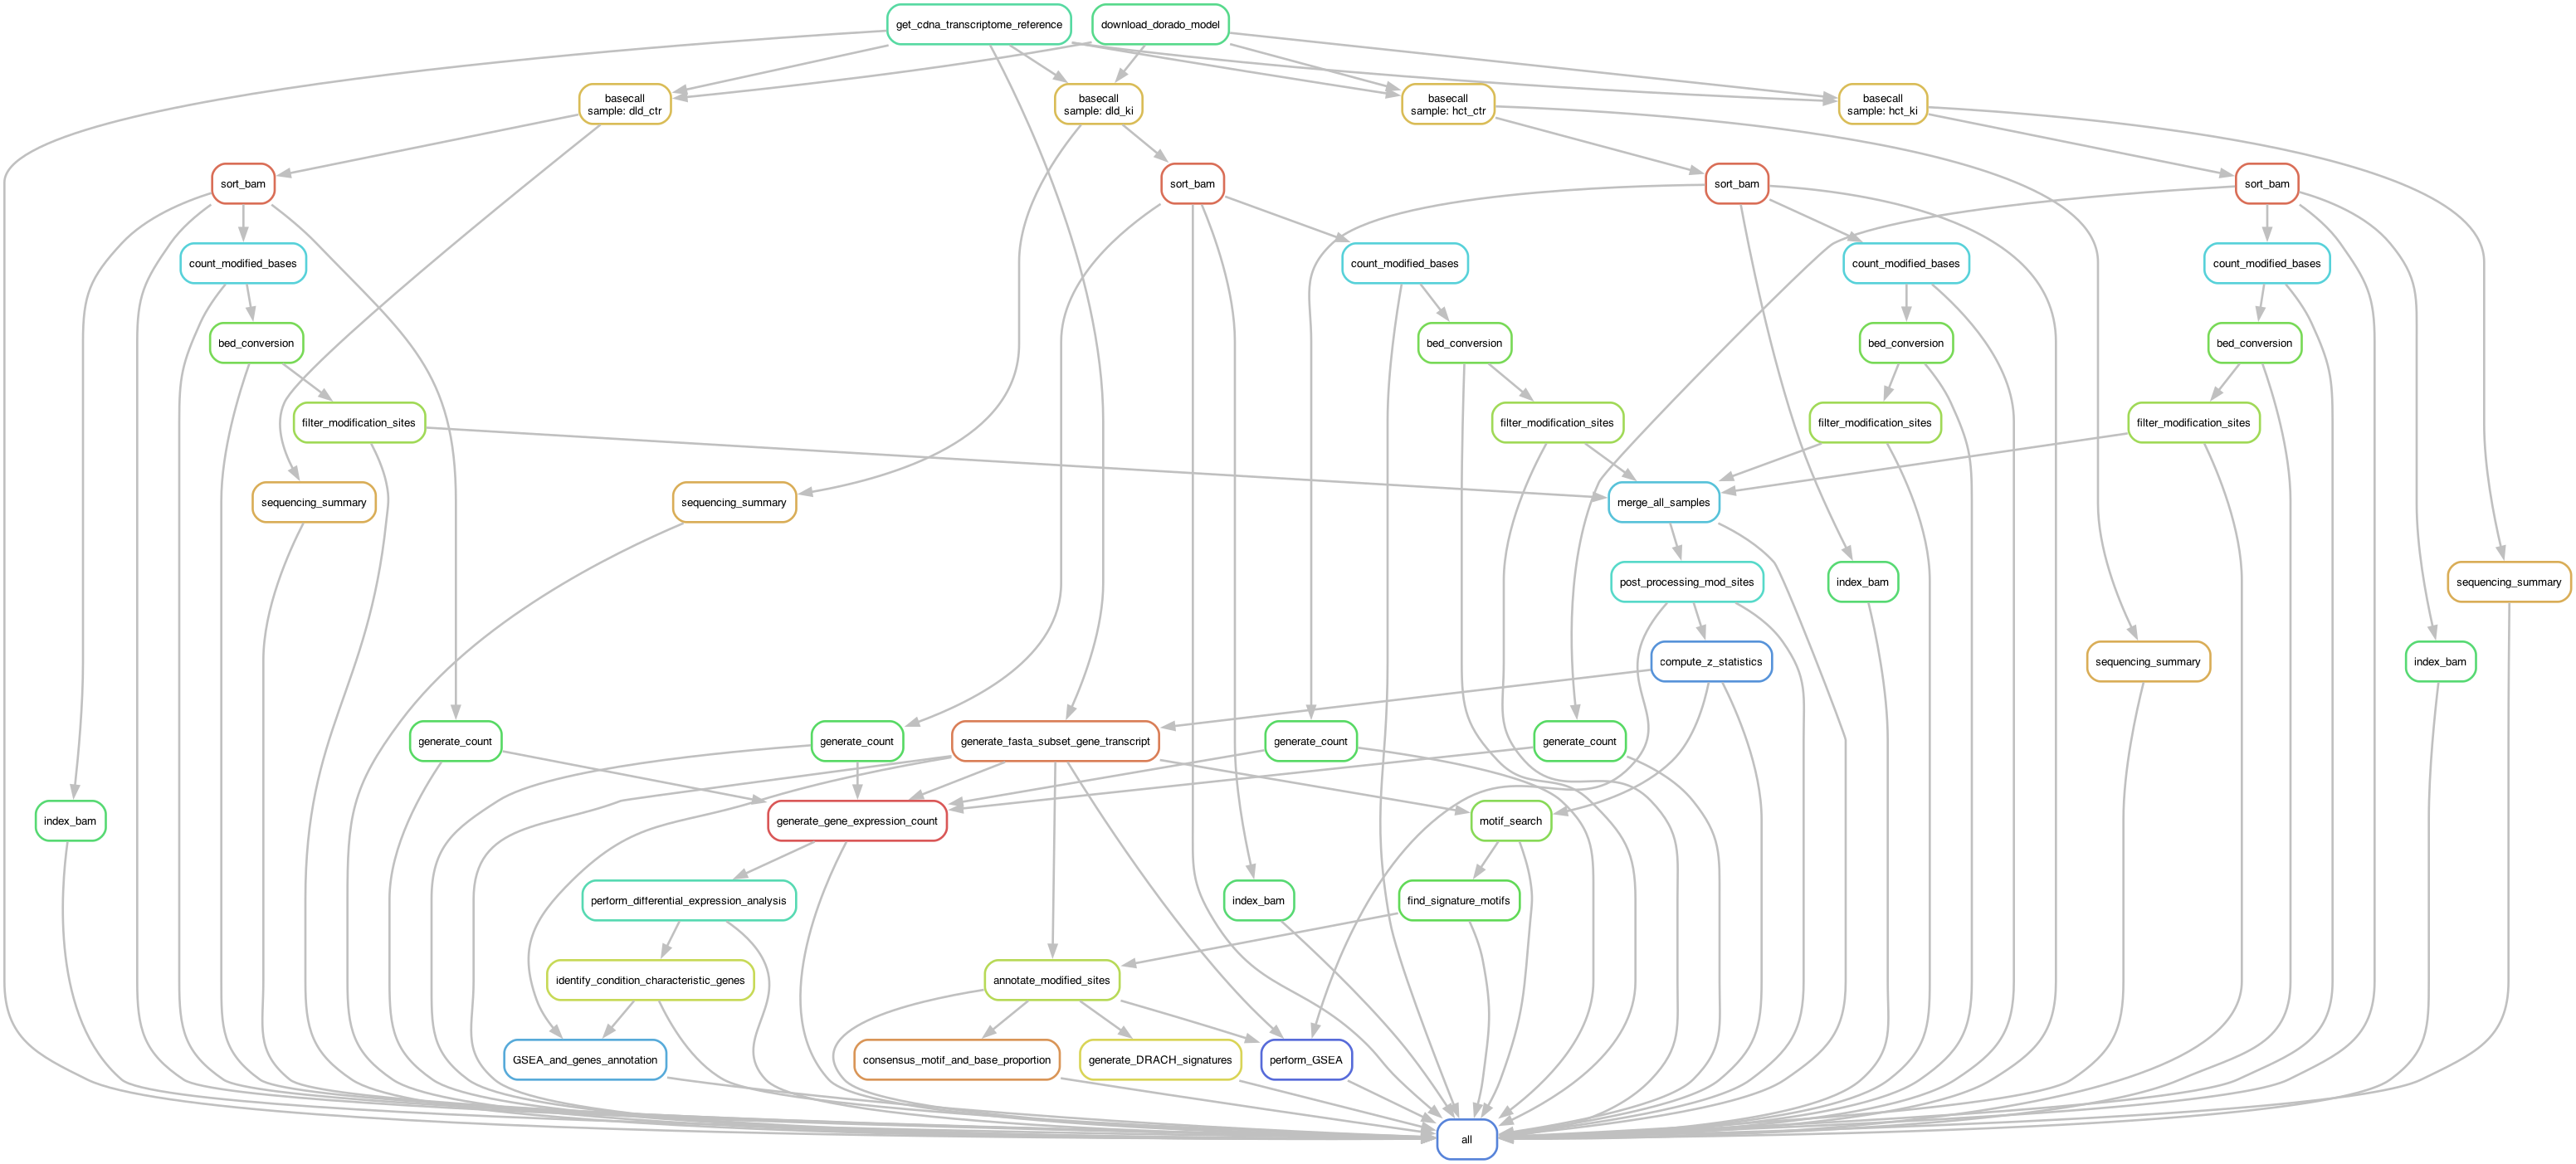 get_cdna_transcriptome_reference
download_dorado_model
basecall
sample: dld_ctr
basecall
sample: dld_ki
basecall
sample: hct_ctr
basecall
sample: hct_ki
sort_bam
sort_bam
sort_bam
sort_bam
count_modified_bases
count_modified_bases
count_modified_bases
count_modified_bases
bed_conversion
bed_conversion
bed_conversion
bed_conversion
filter_modification_sites
filter_modification_sites
filter_modification_sites
filter_modification_sites
sequencing_summary
sequencing_summary
merge_all_samples
post_processing_mod_sites
index_bam
sequencing_summary
compute_z_statistics
sequencing_summary
index_bam
generate_count
generate_count
generate_fasta_subset_gene_transcript
generate_count
generate_count
index_bam
generate_gene_expression_count
motif_search
perform_differential_expression_analysis
index_bam
find_signature_motifs
identify_condition_characteristic_genes
annotate_modified_sites
GSEA_and_genes_annotation
consensus_motif_and_base_proportion
generate_DRACH_signatures
perform_GSEA
all